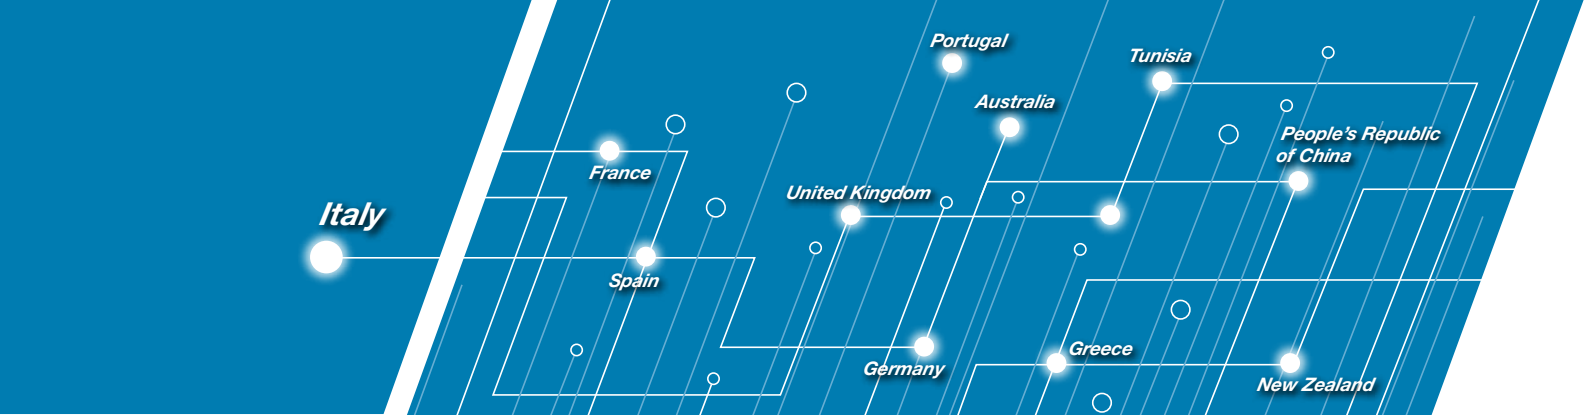 Portugal
Tunisia
Australia
People's Republic
of China
France
United Kingdom
Italy
Spain
Greece
Germany
New Zealand